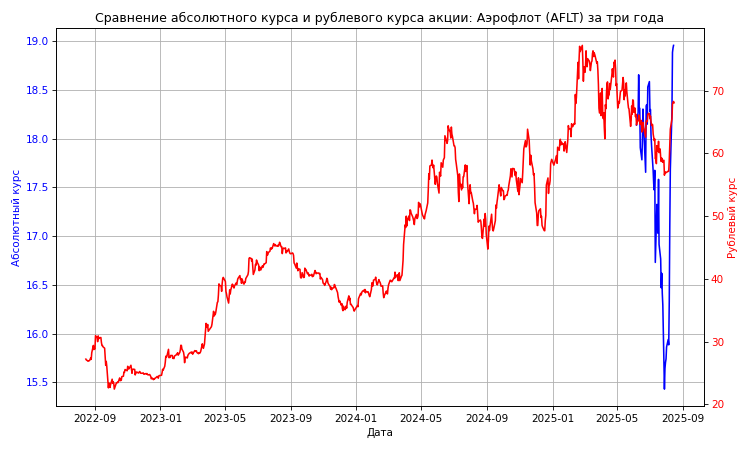 Сравнение абсолютного курса и рублевого курса акции: Аэрофлот (AFLT) за три года
19.0
18.5
18.0
17.5
17.0
16.5
16.0
15.5
Абсолютный курс
70
60
50
40
30
20
Рублевый курс
2022-09 2023-01 2023-05 2023-09 2024-01 2024-05 2024-09 2025-01 2025-05 2025-09
Дата